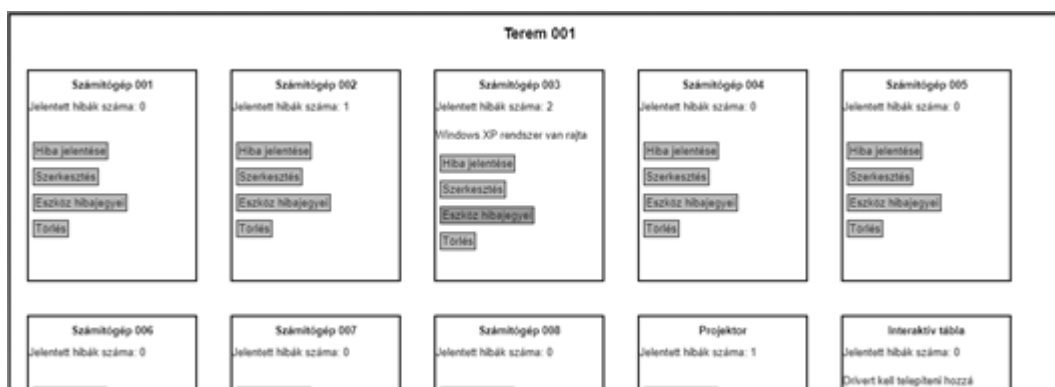 Terem 001
Számítógép 001
Jelentett hibák száma: 0
Hiba jelentése
Szerkesztés
Eszköz hibajegyei
Törlés
Számítógép 002
Jelentett hibák száma: 1
Hiba jelentése
Szerkesztés
Eszköz hibajegyei
Törlés
Számítógép 003
Jelentett hibák száma: 2
Windows XP rendszer van rajta
Hiba jelentése
Szerkesztés
Eszköz hibajegyei
Törlés
Számítógép 004
Jelentett hibák száma: 0
Hiba jelentése
Szerkesztés
Eszköz hibajegyei
Törlés
Számítógép 005
Jelentett hibák száma: 0
Hiba jelentése
Szerkesztés
Eszköz hibajegyei
Törlés
Számítógép 006
Jelentett hibák száma: 0
Számítógép 007
Jelentett hibák száma: 0
Számítógép 008
Jelentett hibák száma: 0
Projektor
Jelentett hibák száma: 1
Interaktív tábla
Jelentett hibák száma: 0
Drivert kell telepíteni hozzá